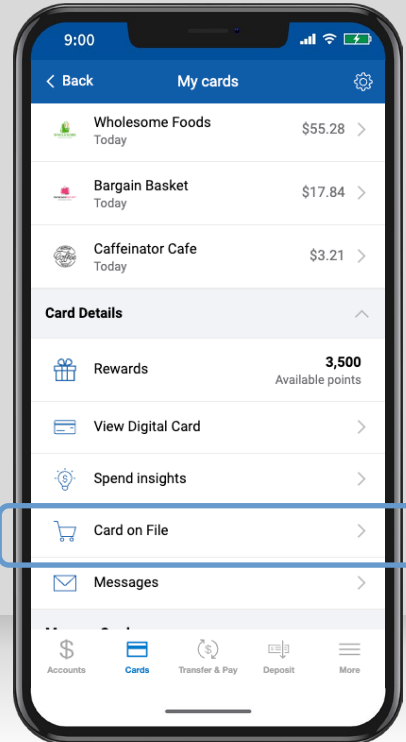 9:00
Back My cards
Wholesome Foods $55.28
Today
Bargain Basket $17.84
Today
Caffeinator Cafe $3.21
Today
Card Details
Rewards 3,500
Available points
View Digital Card
Spend insights
Card on File
Messages
Accounts Cards Transfer & Pay Deposit More